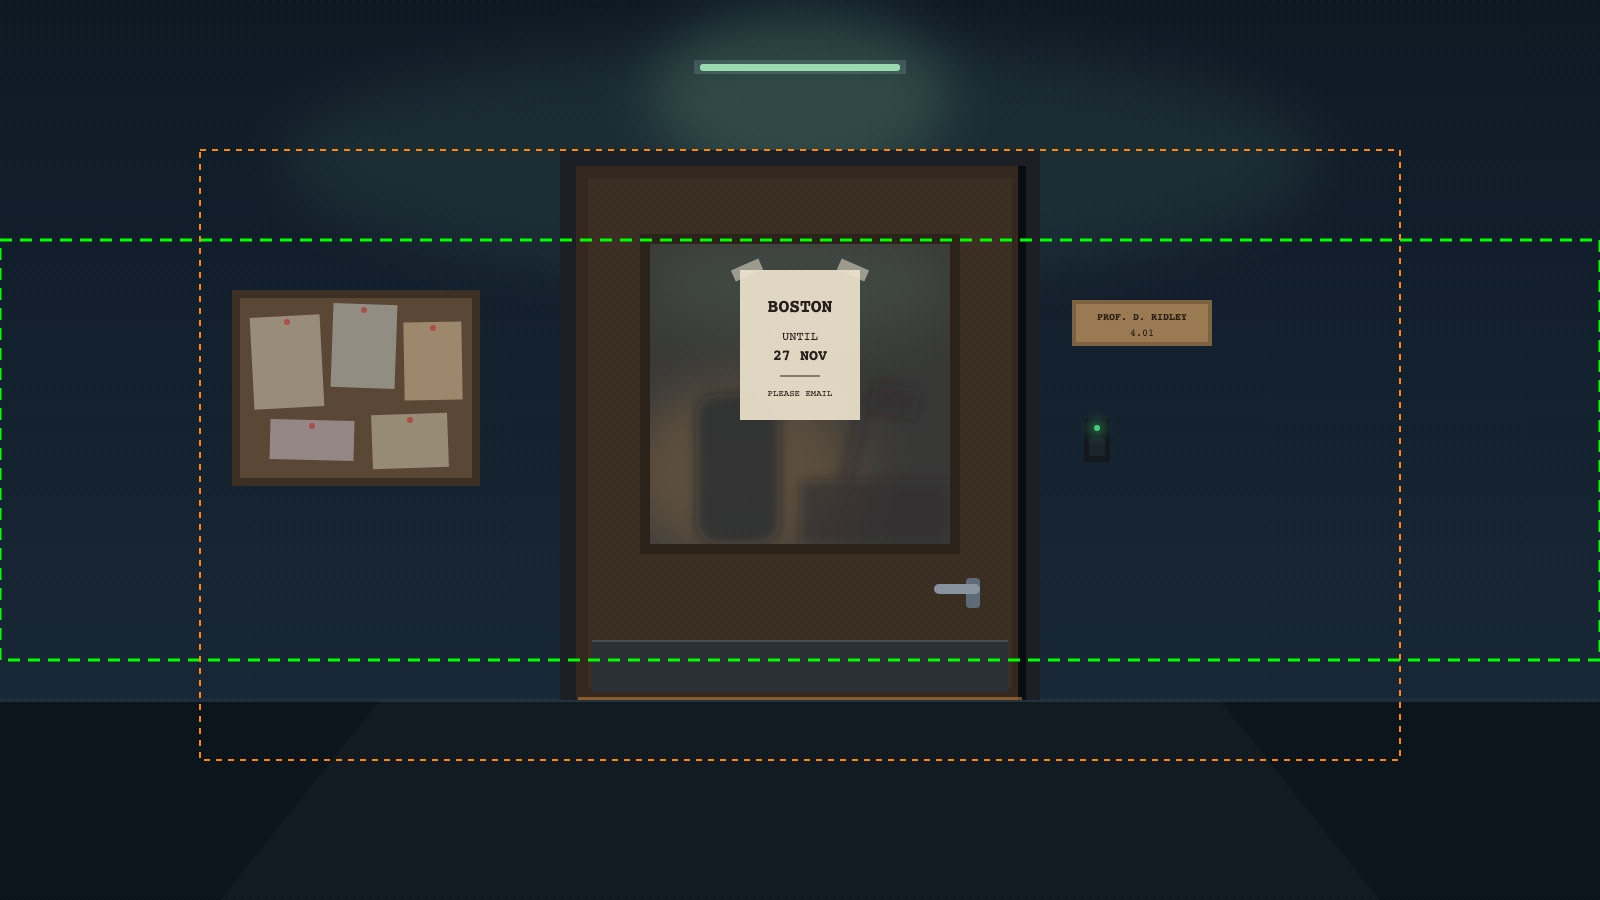 BOSTON
UNTIL
27 NOV
PLEASE EMAIL
PROF. D. RIDLEY
4.01